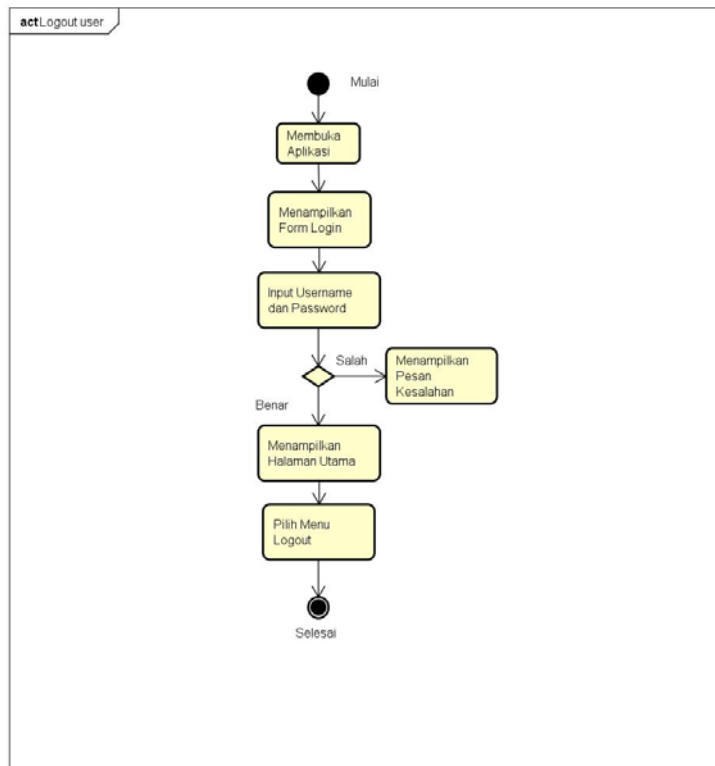 act Logout user
Mulai
Membuka
Aplikasi
Menampilkan
Form Login
Input Username
dan Password
Salah
Menampilkan
Pesan
Kesalahan
Benar
Menampilkan
Halaman Utama
Pilih Menu
Logout
Selesai